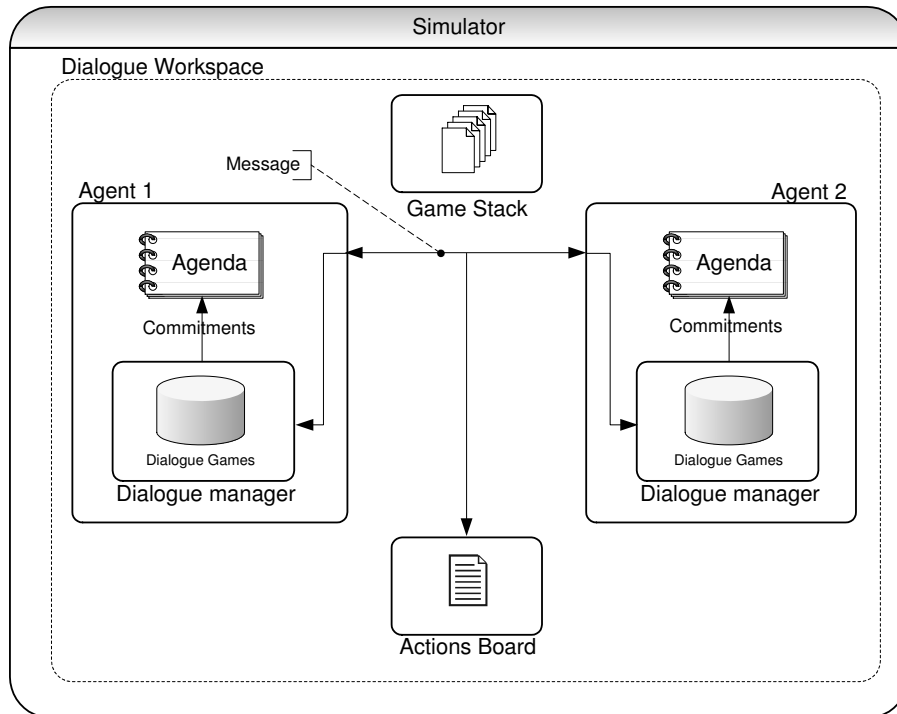 Simulator
Dialogue Workspace
Message
Game Stack
Agent 1
Agenda
Commitments
Dialogue Games
Dialogue manager
Agent 2
Agenda
Commitments
Dialogue Games
Dialogue manager
Actions Board